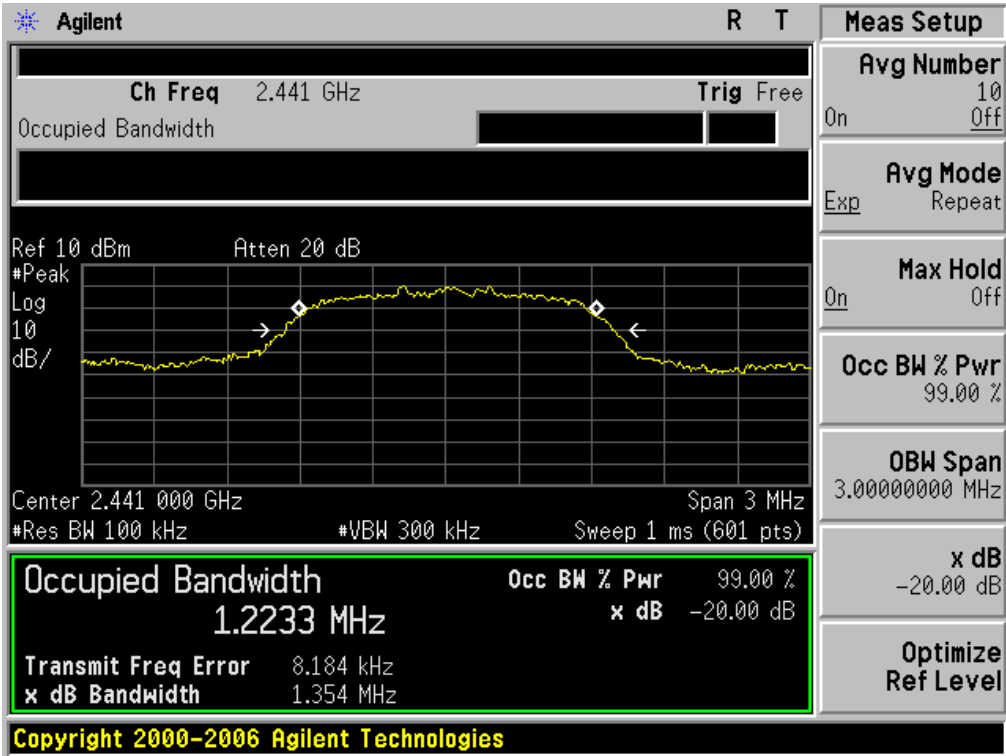 Agilent R T
Ch Freq 2.441 GHz Trig Free
Occupied Bandwidth
Ref 10 dBm Atten 20 dB
#Peak
Log
10
dB/
Center 2.441 000 GHz Span 3 MHz
#Res BW 100 kHz #VBW 300 kHz Sweep 1 ms (601 pts)
Occupied Bandwidth Occ BW % Pwr 99.00 %
1.2233 MHz x dB -20.00 dB
Transmit Freq Error 8.184 kHz
x dB Bandwidth 1.354 MHz
Copyright 2000-2006 Agilent Technologies
Meas Setup
Avg Number
10
On Off
Avg Mode
Exp Repeat
Max Hold
On Off
Occ BW % Pwr
99.00 %
OBW Span
3.00000000 MHz
x dB
-20.00 dB
Optimize
Ref Level